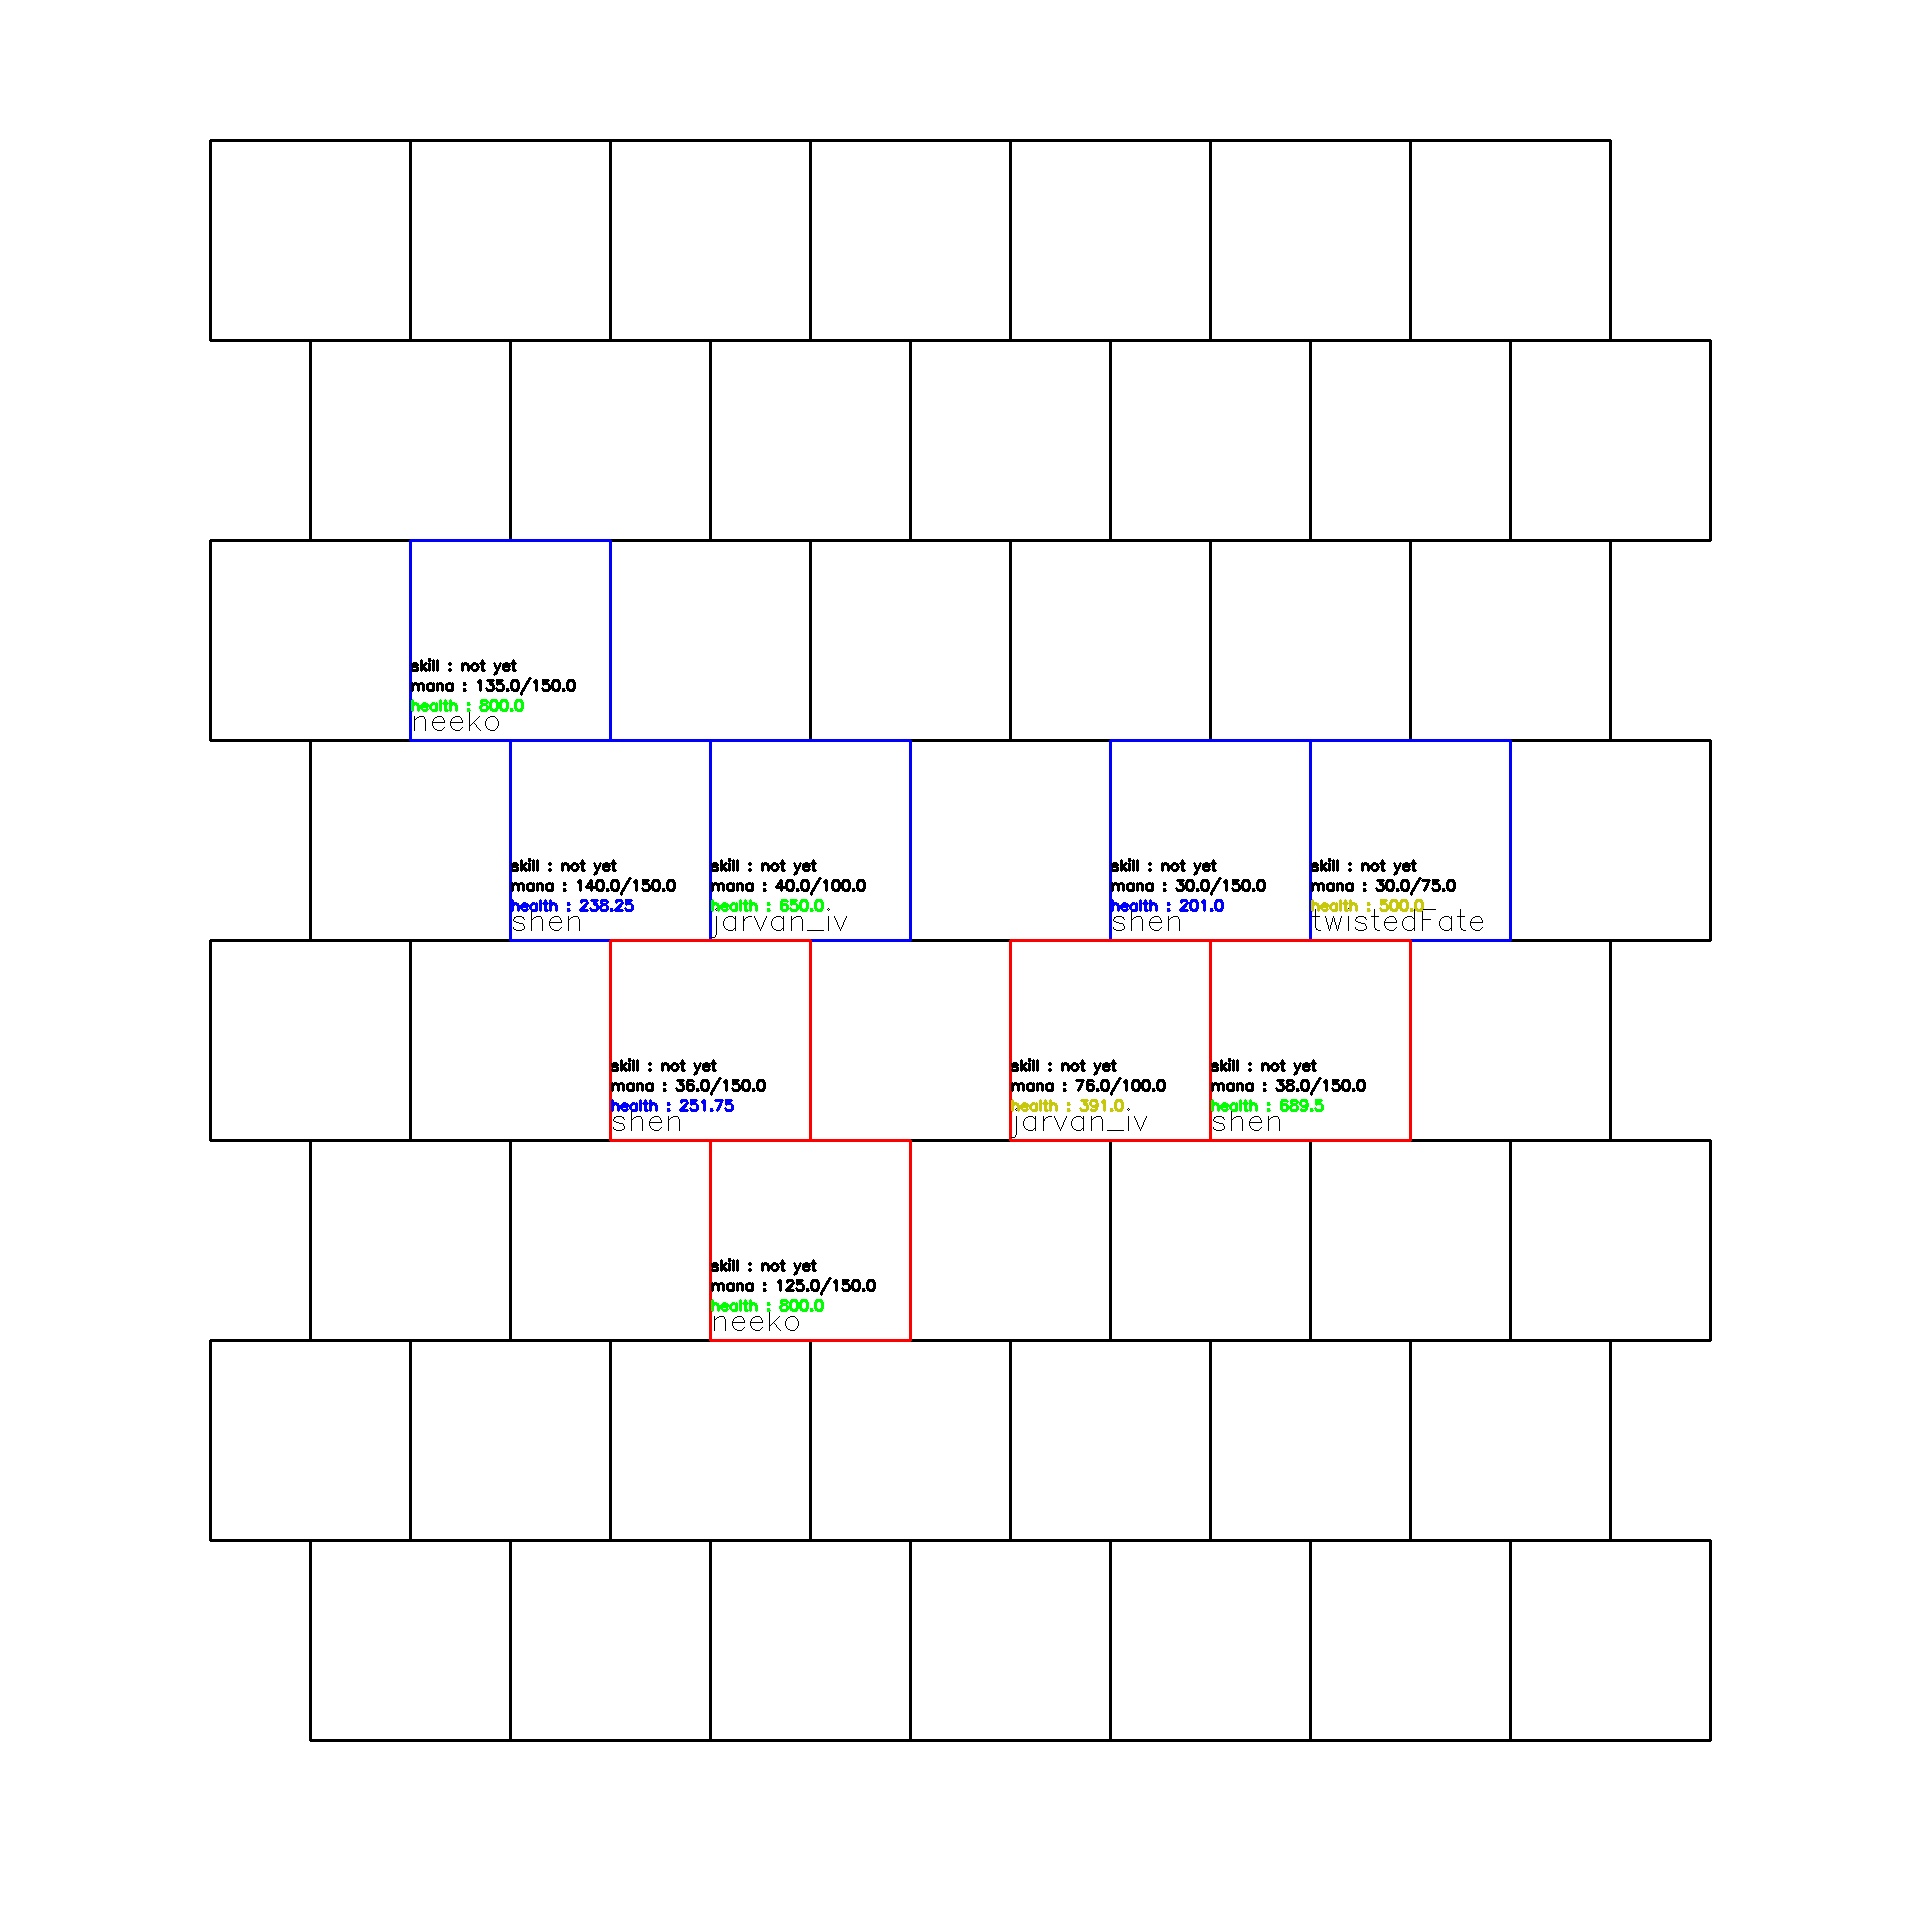 skill : not yet
mana : 135.0/150.0
health : 800.0
neeko
skill : not yet
mana : 140.0/150.0
health : 238.25
shen
skill : not yet
mana : 40.0/100.0
health : 650.0
jarvan_iv
skill : not yet
mana : 30.0/150.0
health : 201.0
shen
skill : not yet
mana : 30.0/75.0
health : 500.0
twistedFate
skill : not yet
mana : 36.0/150.0
health : 251.75
shen
skill : not yet
mana : 76.0/100.0
health : 391.0
jarvan_iv
skill : not yet
mana : 38.0/150.0
health : 689.5
shen
skill : not yet
mana : 125.0/150.0
health : 800.0
neeko